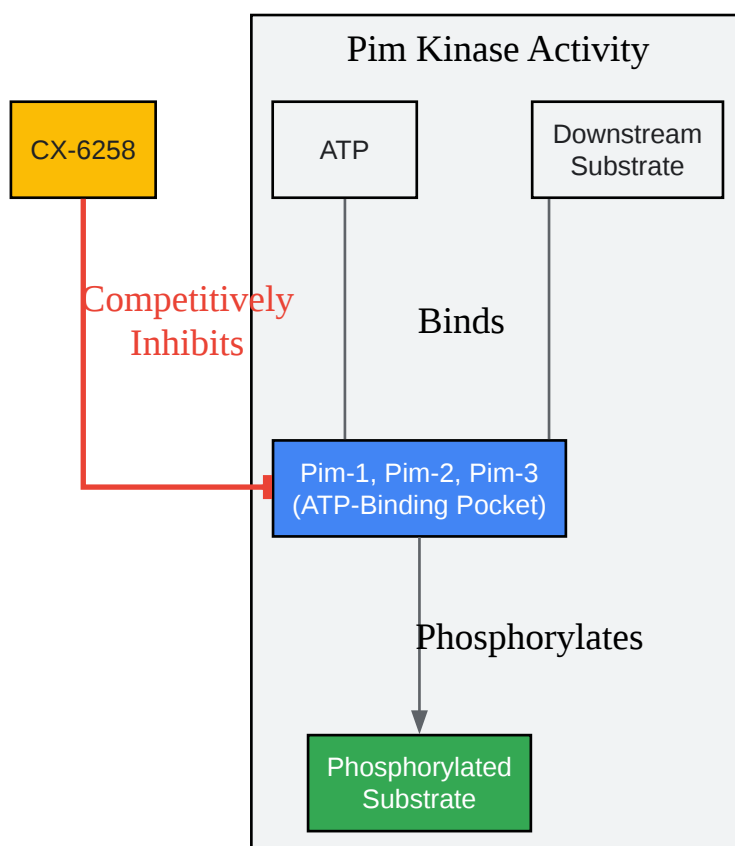 Pim Kinase Activity
CX-6258
ATP
Downstream
Substrate
Competitively
Inhibits
Binds
Pim-1, Pim-2, Pim-3
(ATP-Binding Pocket)
Phosphorylates
Phosphorylated
Substrate